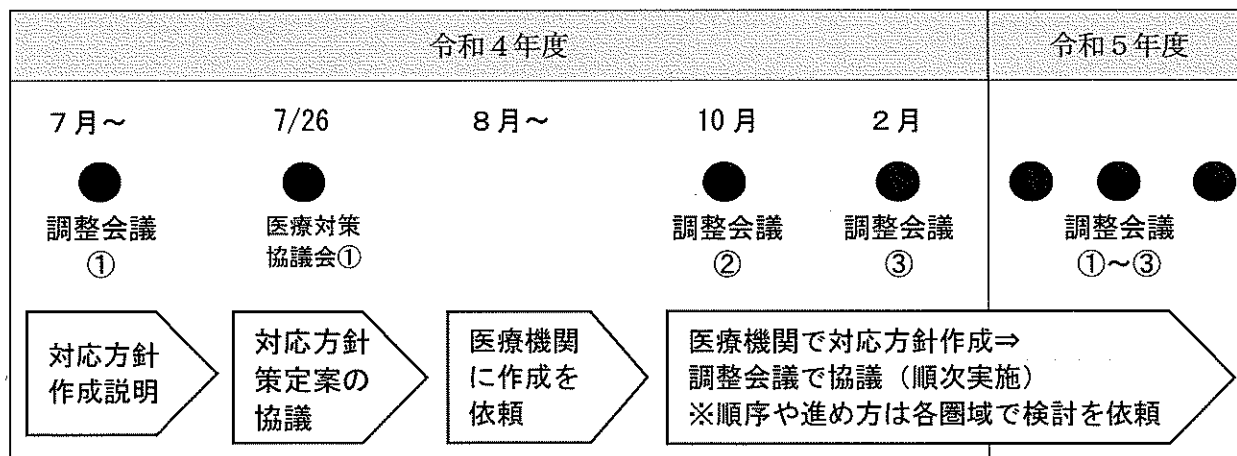 令和４年度
令和５年度
７月～
7/26
８月～
10月
２月
調整会議
①
医療対策
協議会①
調整会議
②
調整会議
③
調整会議
①～③
対応方針
作成説明
対応方針
策定案の
協議
医療機関
に作成を
依頼
医療機関で対応方針作成⇒
調整会議で協議（順次実施）
※順序や進め方は各圏域で検討を依頼